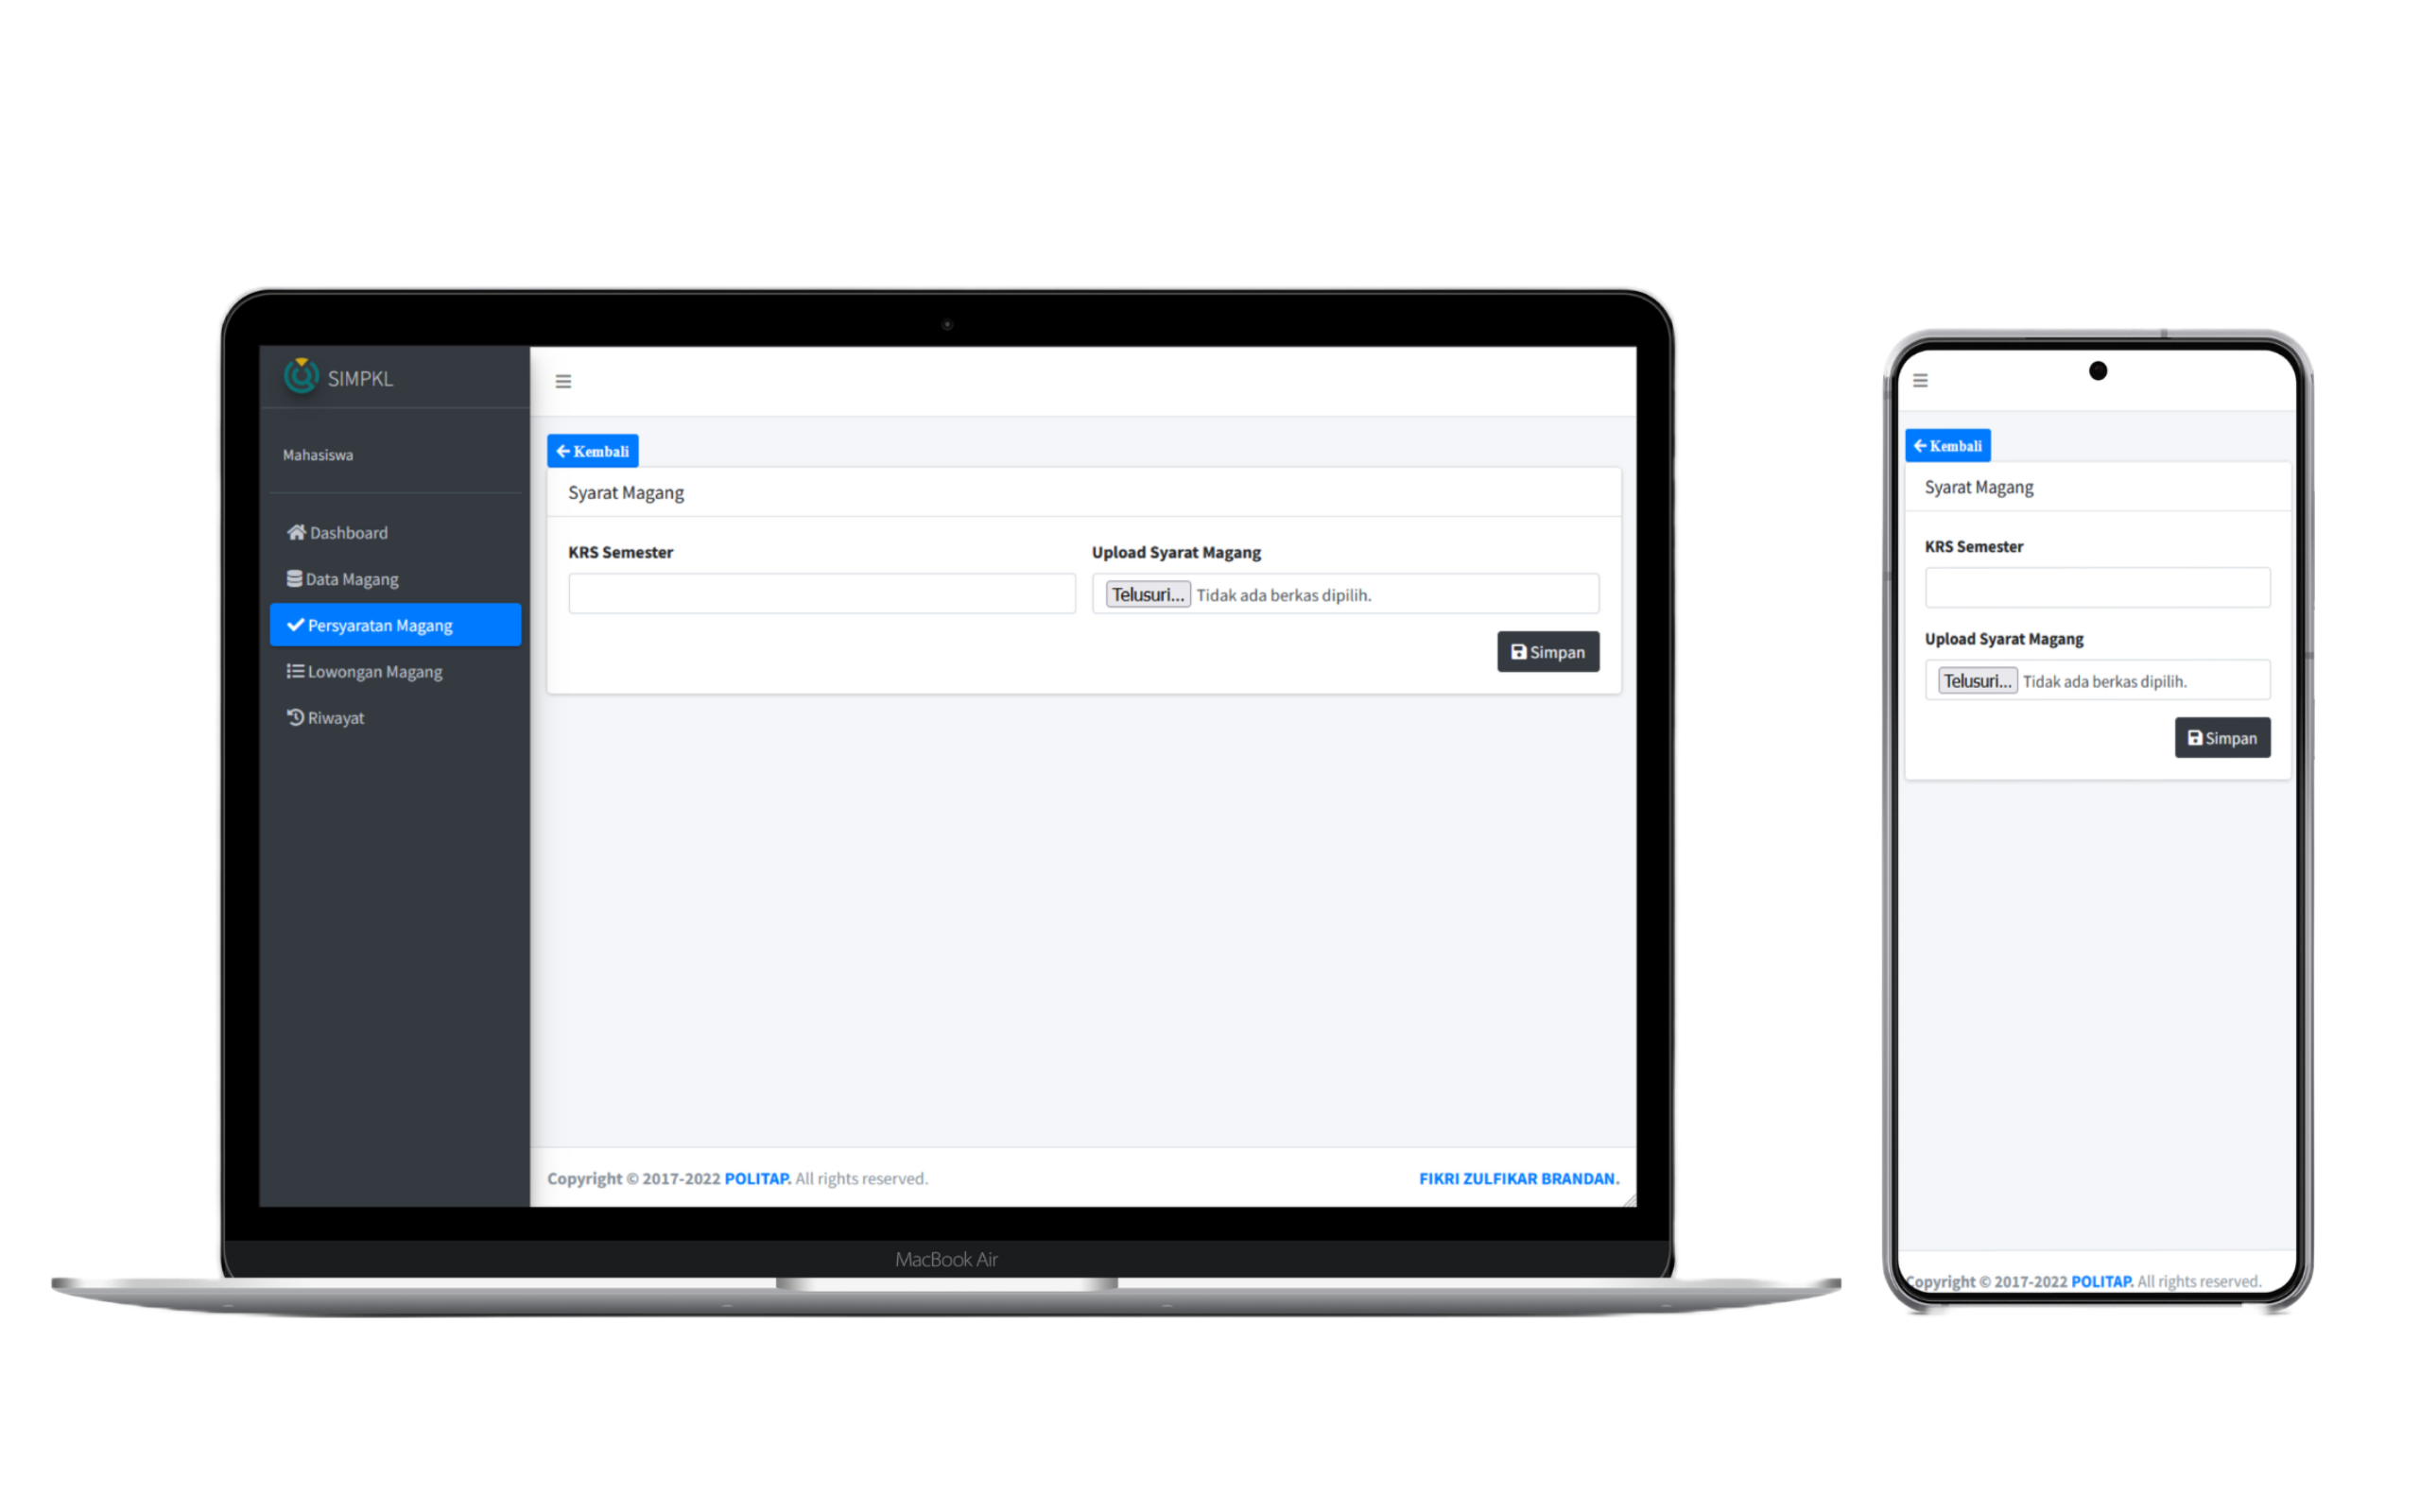 SIMPKL
Mahasiswa
Dashboard
Data Magang
Persyaratan Magang
Lowongan Magang
Riwayat
Kembali
Syarat Magang
KRS Semester
Upload Syarat Magang
Telusuri... Tidak ada berkas dipilih.
Simpan
Copyright © 2017-2022 POLITAP. All rights reserved.
FIKRI ZULFIKAR BRANDAN.
MacBook Air
Kembali
Syarat Magang
KRS Semester
Upload Syarat Magang
Telusuri... Tidak ada berkas dipilih.
Simpan
Copyright © 2017-2022 POLITAP. All rights reserved.